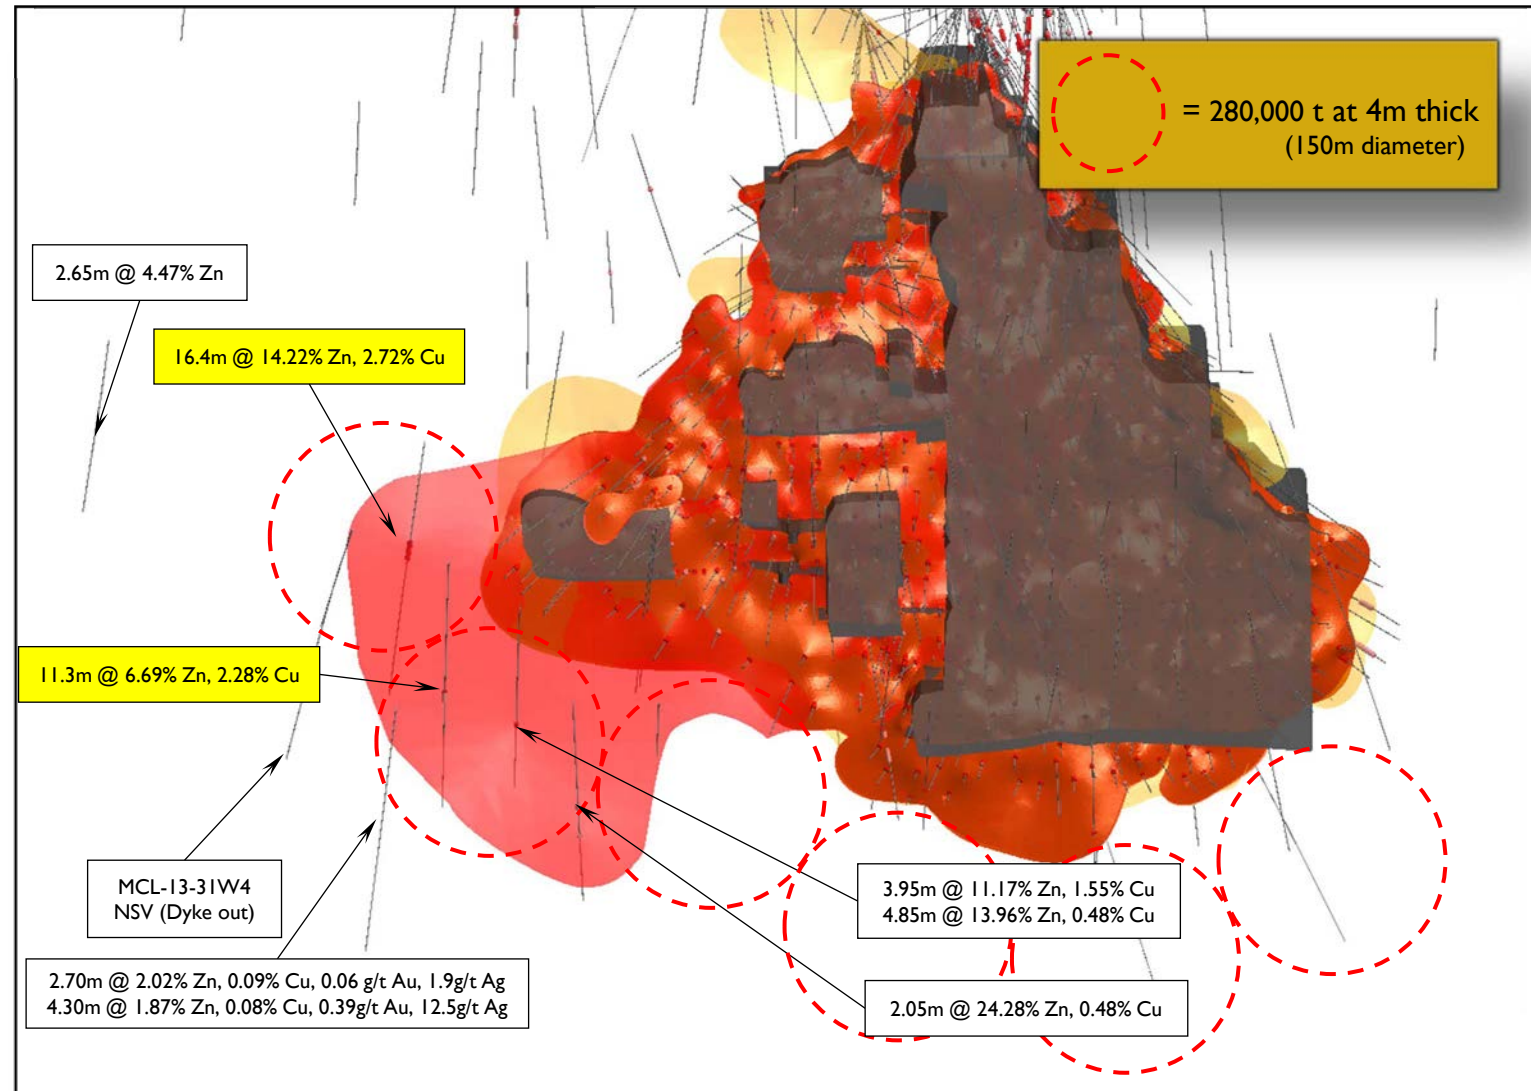 = 280,000 t at 4m thick
(150m diameter)
2.65m @ 4.47% Zn
16.4m @ 14.22% Zn, 2.72% Cu
11.3m @ 6.69% Zn, 2.28% Cu
MCL-13-31W4
NSV (Dyke out)
3.95m @ 11.17% Zn, 1.55% Cu
4.85m @ 13.96% Zn, 0.48% Cu
2.70m @ 2.02% Zn, 0.09% Cu, 0.06 g/t Au, 1.9g/t Ag
4.30m @ 1.87% Zn, 0.08% Cu, 0.39g/t Au, 12.5g/t Ag
2.05m @ 24.28% Zn, 0.48% Cu